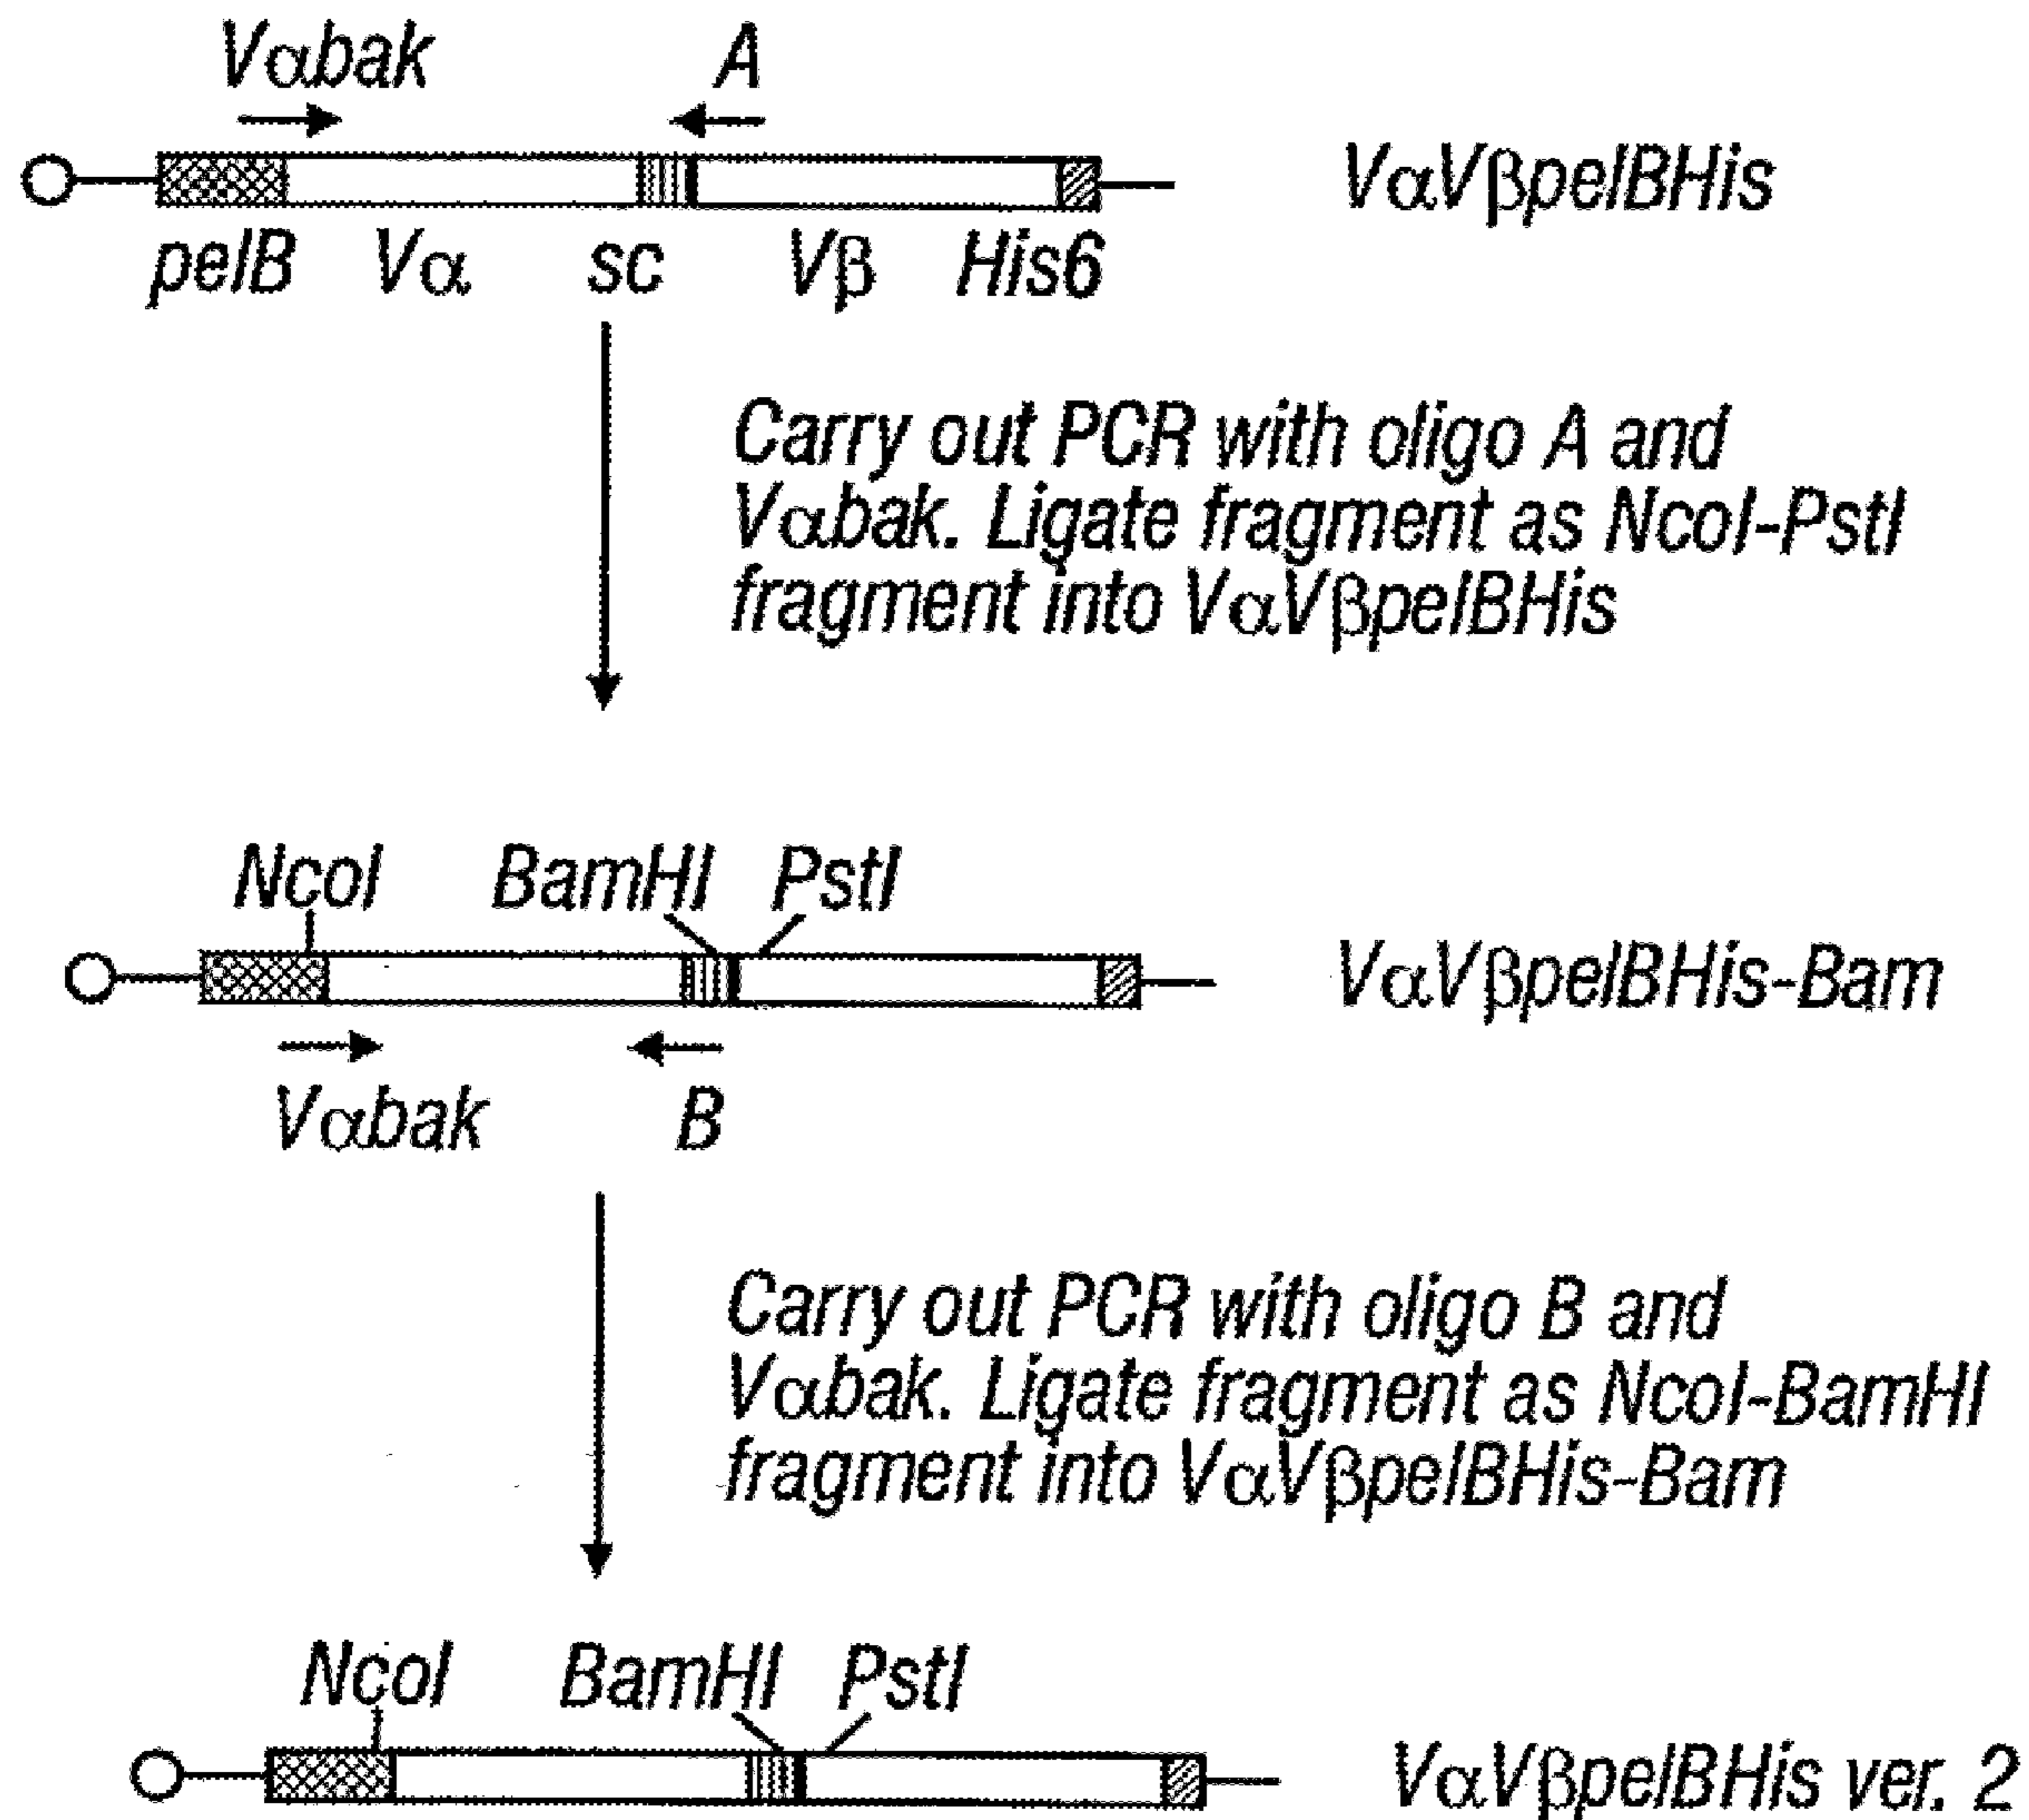 Vαbak A
VαVβpelBHis
pelB Vα sc Vβ His6
Carry out PCR with oligo A and
Vαbak. Ligate fragment as NcoI-PstI
fragment into VαVβpelBHis
NcoI BamHI PstI
VαVβpelBHis-Bam
Vαbak B
Carry out PCR with oligo B and
Vαbak. Ligate fragment as NcoI-BamHI
fragment into VαVβpelBHis-Bam
NcoI BamHI PstI
VαVβpelBHis ver. 2